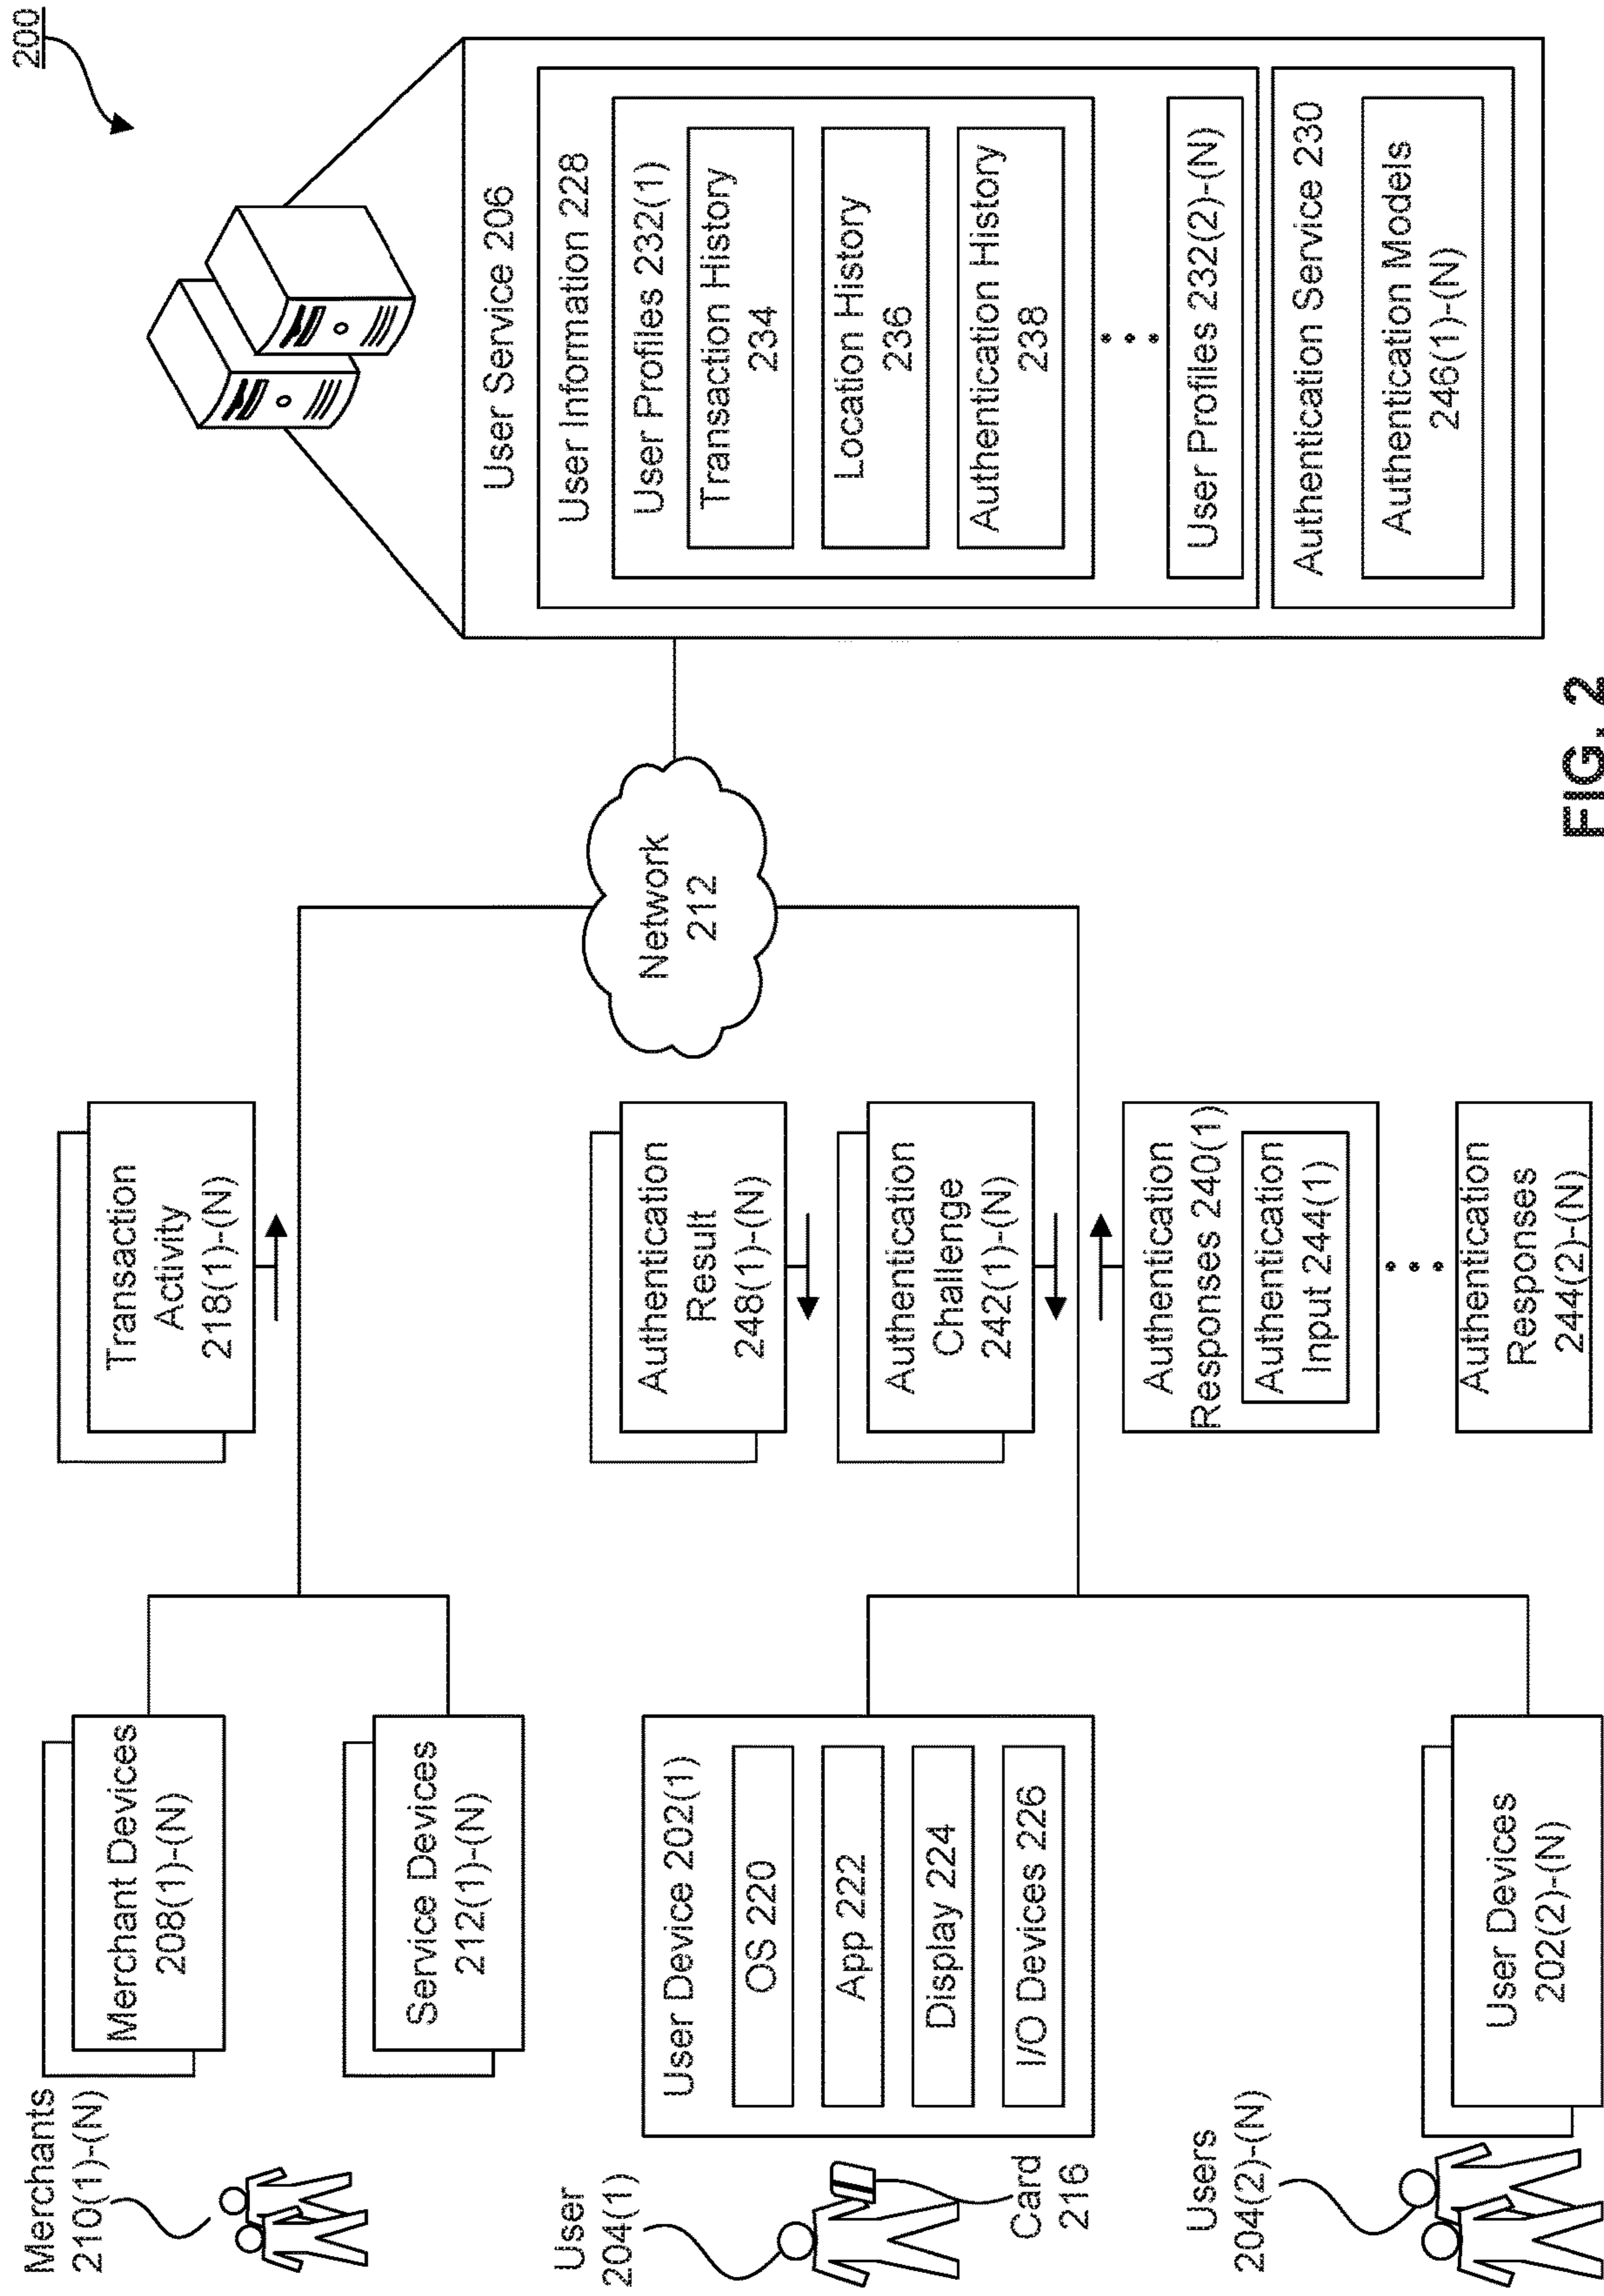 200
Merchants
210(1)-(N)
Merchant Devices
208(1)-(N)
Service Devices
212(1)-(N)
Transaction
Activity
218(1)-(N)
User
204(1)
Card
216
User Device 202(1)
OS 220
App 222
Display 224
I/O Devices 226
Users
204(2)-(N)
User Devices
202(2)-(N)
Authentication
Result
248(1)-(N)
Authentication
Challenge
242(1)-(N)
Authentication
Responses 240(1)
Authentication
Input 244(1)
Authentication
Responses
244(2)-(N)
Network
212
User Service 206
User Information 228
User Profiles 232(1)
Transaction History
234
Location History
236
Authentication History
238
User Profiles 232(2)-(N)
Authentication Service 230
Authentication Models
246(1)-(N)
FIG. 2